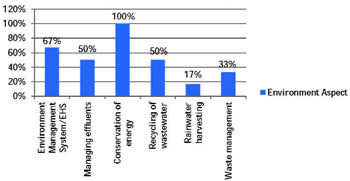 120%
100%
80%
60%
40%
20%
0%
67%
50%
100%
50%
17%
33%
Environment
Management
System/EHS
Managing effluents
Conservation of
energy
Recycling of
wastewater
Rainwater
harvesting
Waste management
Environment Aspect